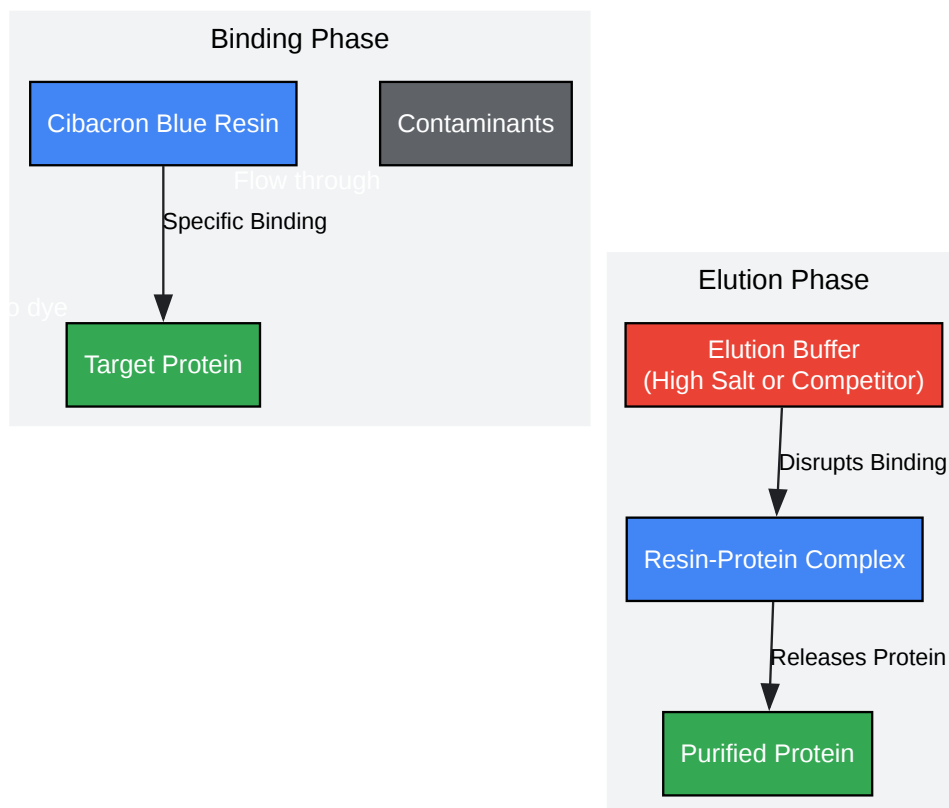 Binding Phase
Cibacron Blue Resin
Contaminants
Flow through
Specific Binding
o dye
Target Protein
Elution Phase
Elution Buffer
(High Salt or Competitor)
Disrupts Binding
Resin-Protein Complex
Releases Protein
Purified Protein